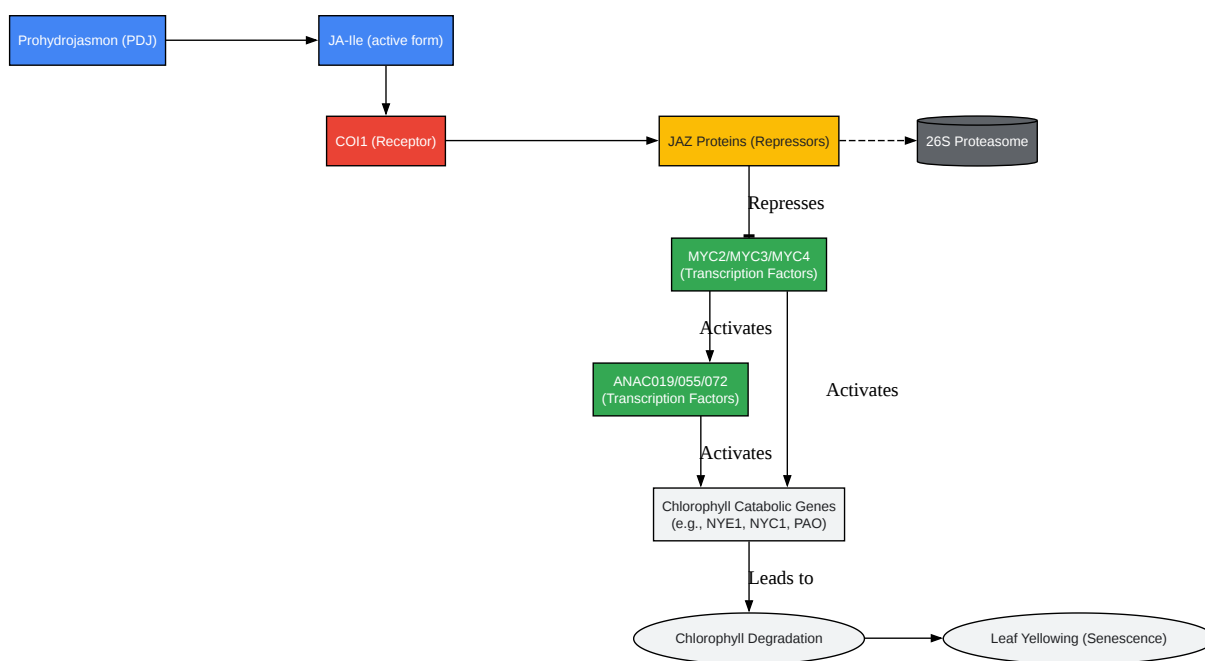 Prohydrojasmon (PDJ)
JA-Ile (active form)
COI1 (Receptor)
JAZ Proteins (Repressors)
26S Proteasome
Represses
MYC2/MYC3/MYC4
(Transcription Factors)
Activates
ANAC019/055/072
(Transcription Factors)
Activates
Activates
Chlorophyll Catabolic Genes
(e.g., NYE1, NYC1, PAO)
Leads to
Chlorophyll Degradation
Leaf Yellowing (Senescence)